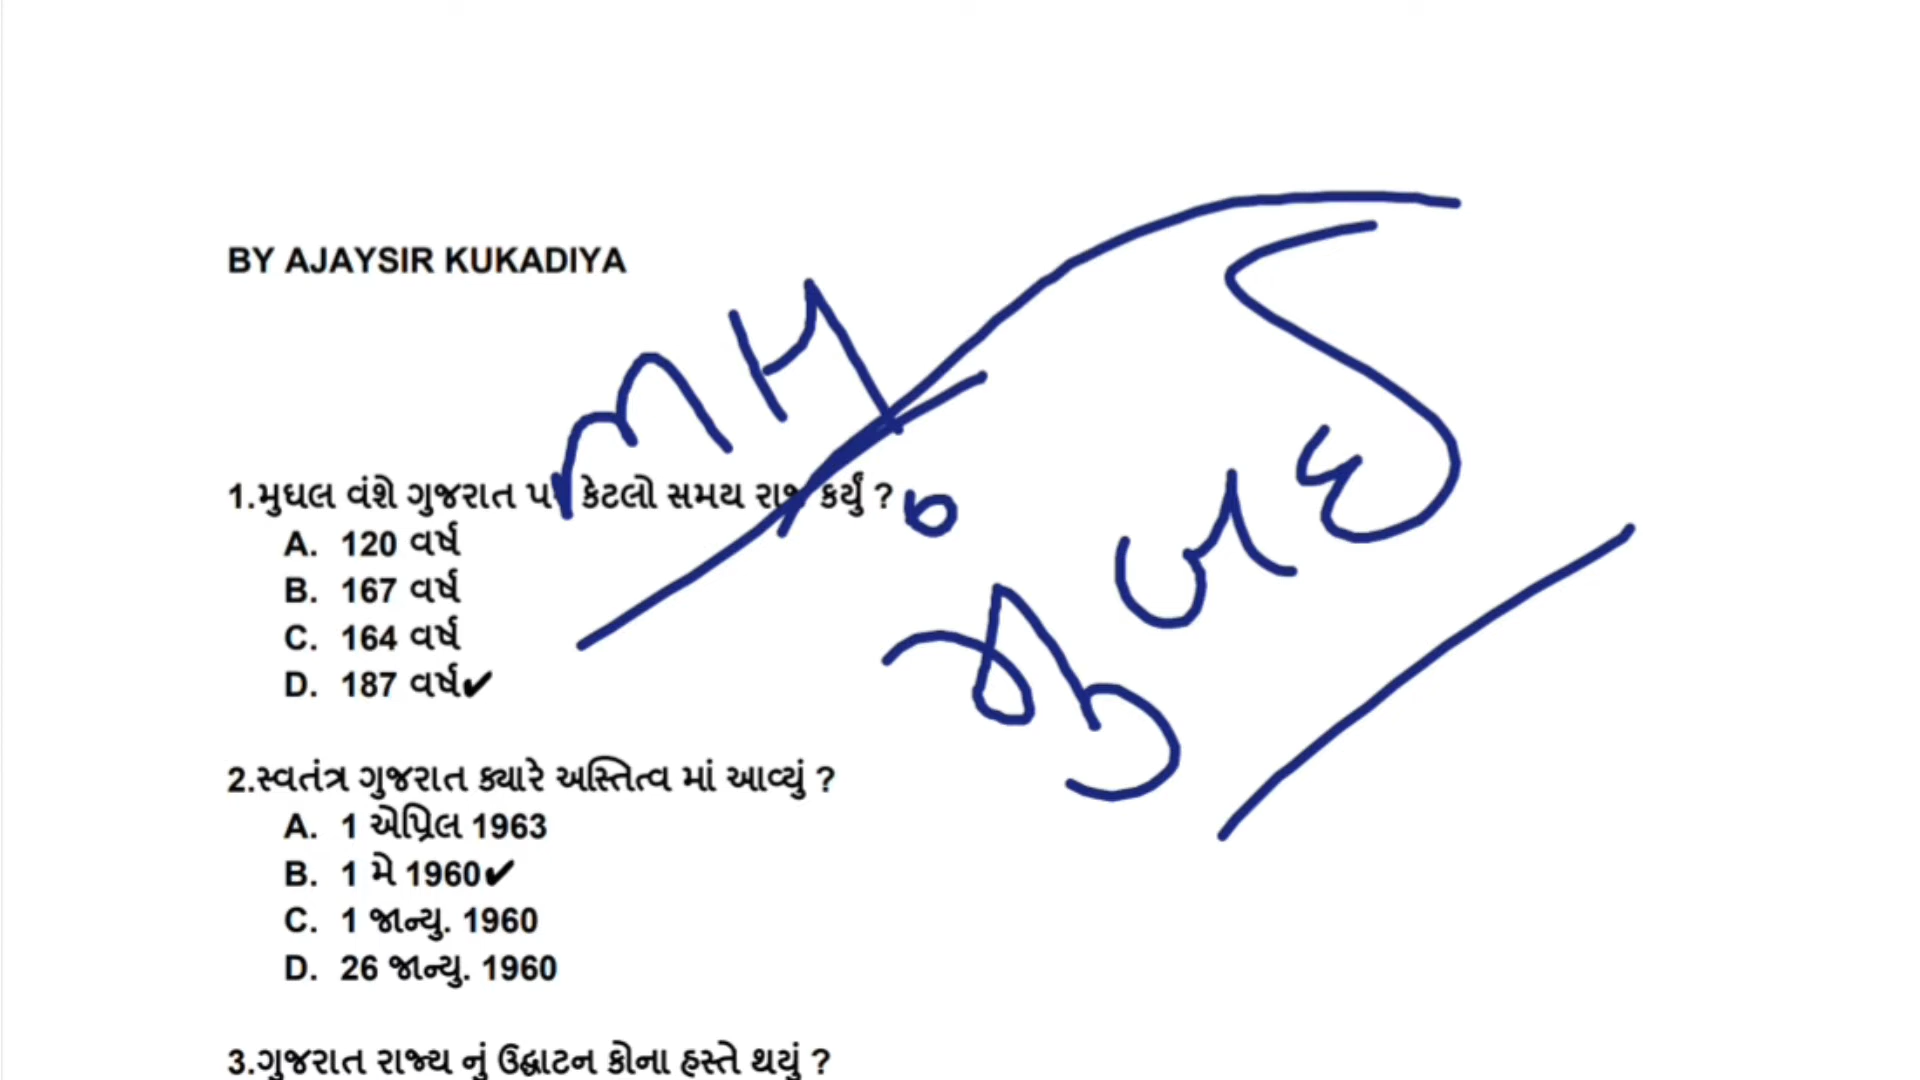 BY AJAYSIR KUKADIYA
MH
મુંબઈ
1.મુઘલ વંશે ગુજરાત પર કેટલો સમય રાજ કર્યું ?
A. 120 વર્ષ
B. 167 વર્ષ
C. 164 વર્ષ
D. 187 વર્ષ✔
2.સ્વતંત્ર ગુજરાત ક્યારે અસ્તિત્વ માં આવ્યું ?
A. 1 એપ્રિલ 1963
B. 1 મે 1960✔
C. 1 જાન્યુ. 1960
D. 26 જાન્યુ. 1960
3.ગુજરાત રાજ્ય નું ઉદ્ઘાટન કોના હસ્તે થયું ?